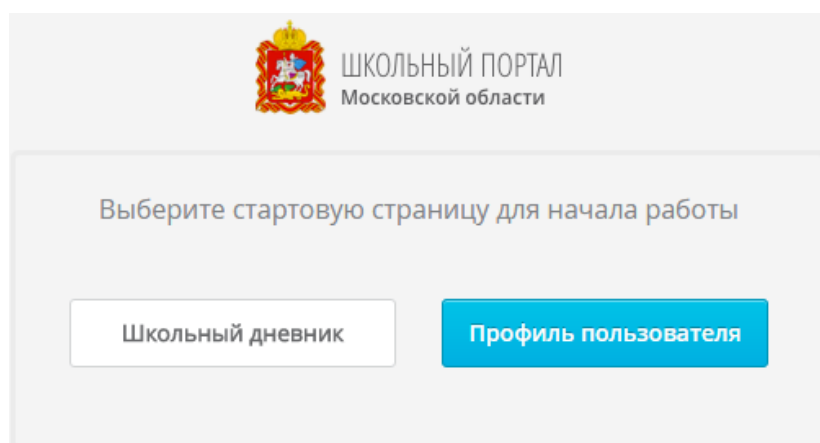 ШКОЛЬНЫЙ ПОРТАЛ
Московской области
Выберите стартовую страницу для начала работы
Школьный дневник
Профиль пользователя